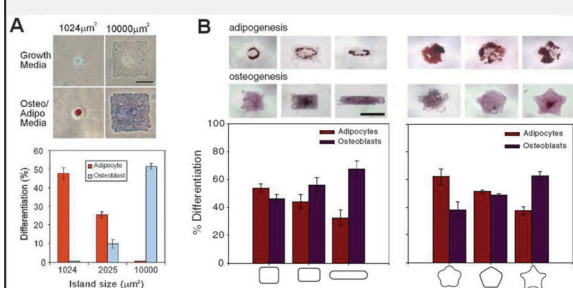 A
1024µm² 10000µm²
Growth
Media
Osteo/
Adipo
Media
Differentiation (%)
60
50
40
30
20
10
0
Adipocyte
Osteoblast
1024 2025 10000
Island size (µm²)
B
adipogenesis
osteogenesis
% Differentiation
100
80
60
40
20
0
Adipocytes
Osteoblasts
Adipocytes
Osteoblasts